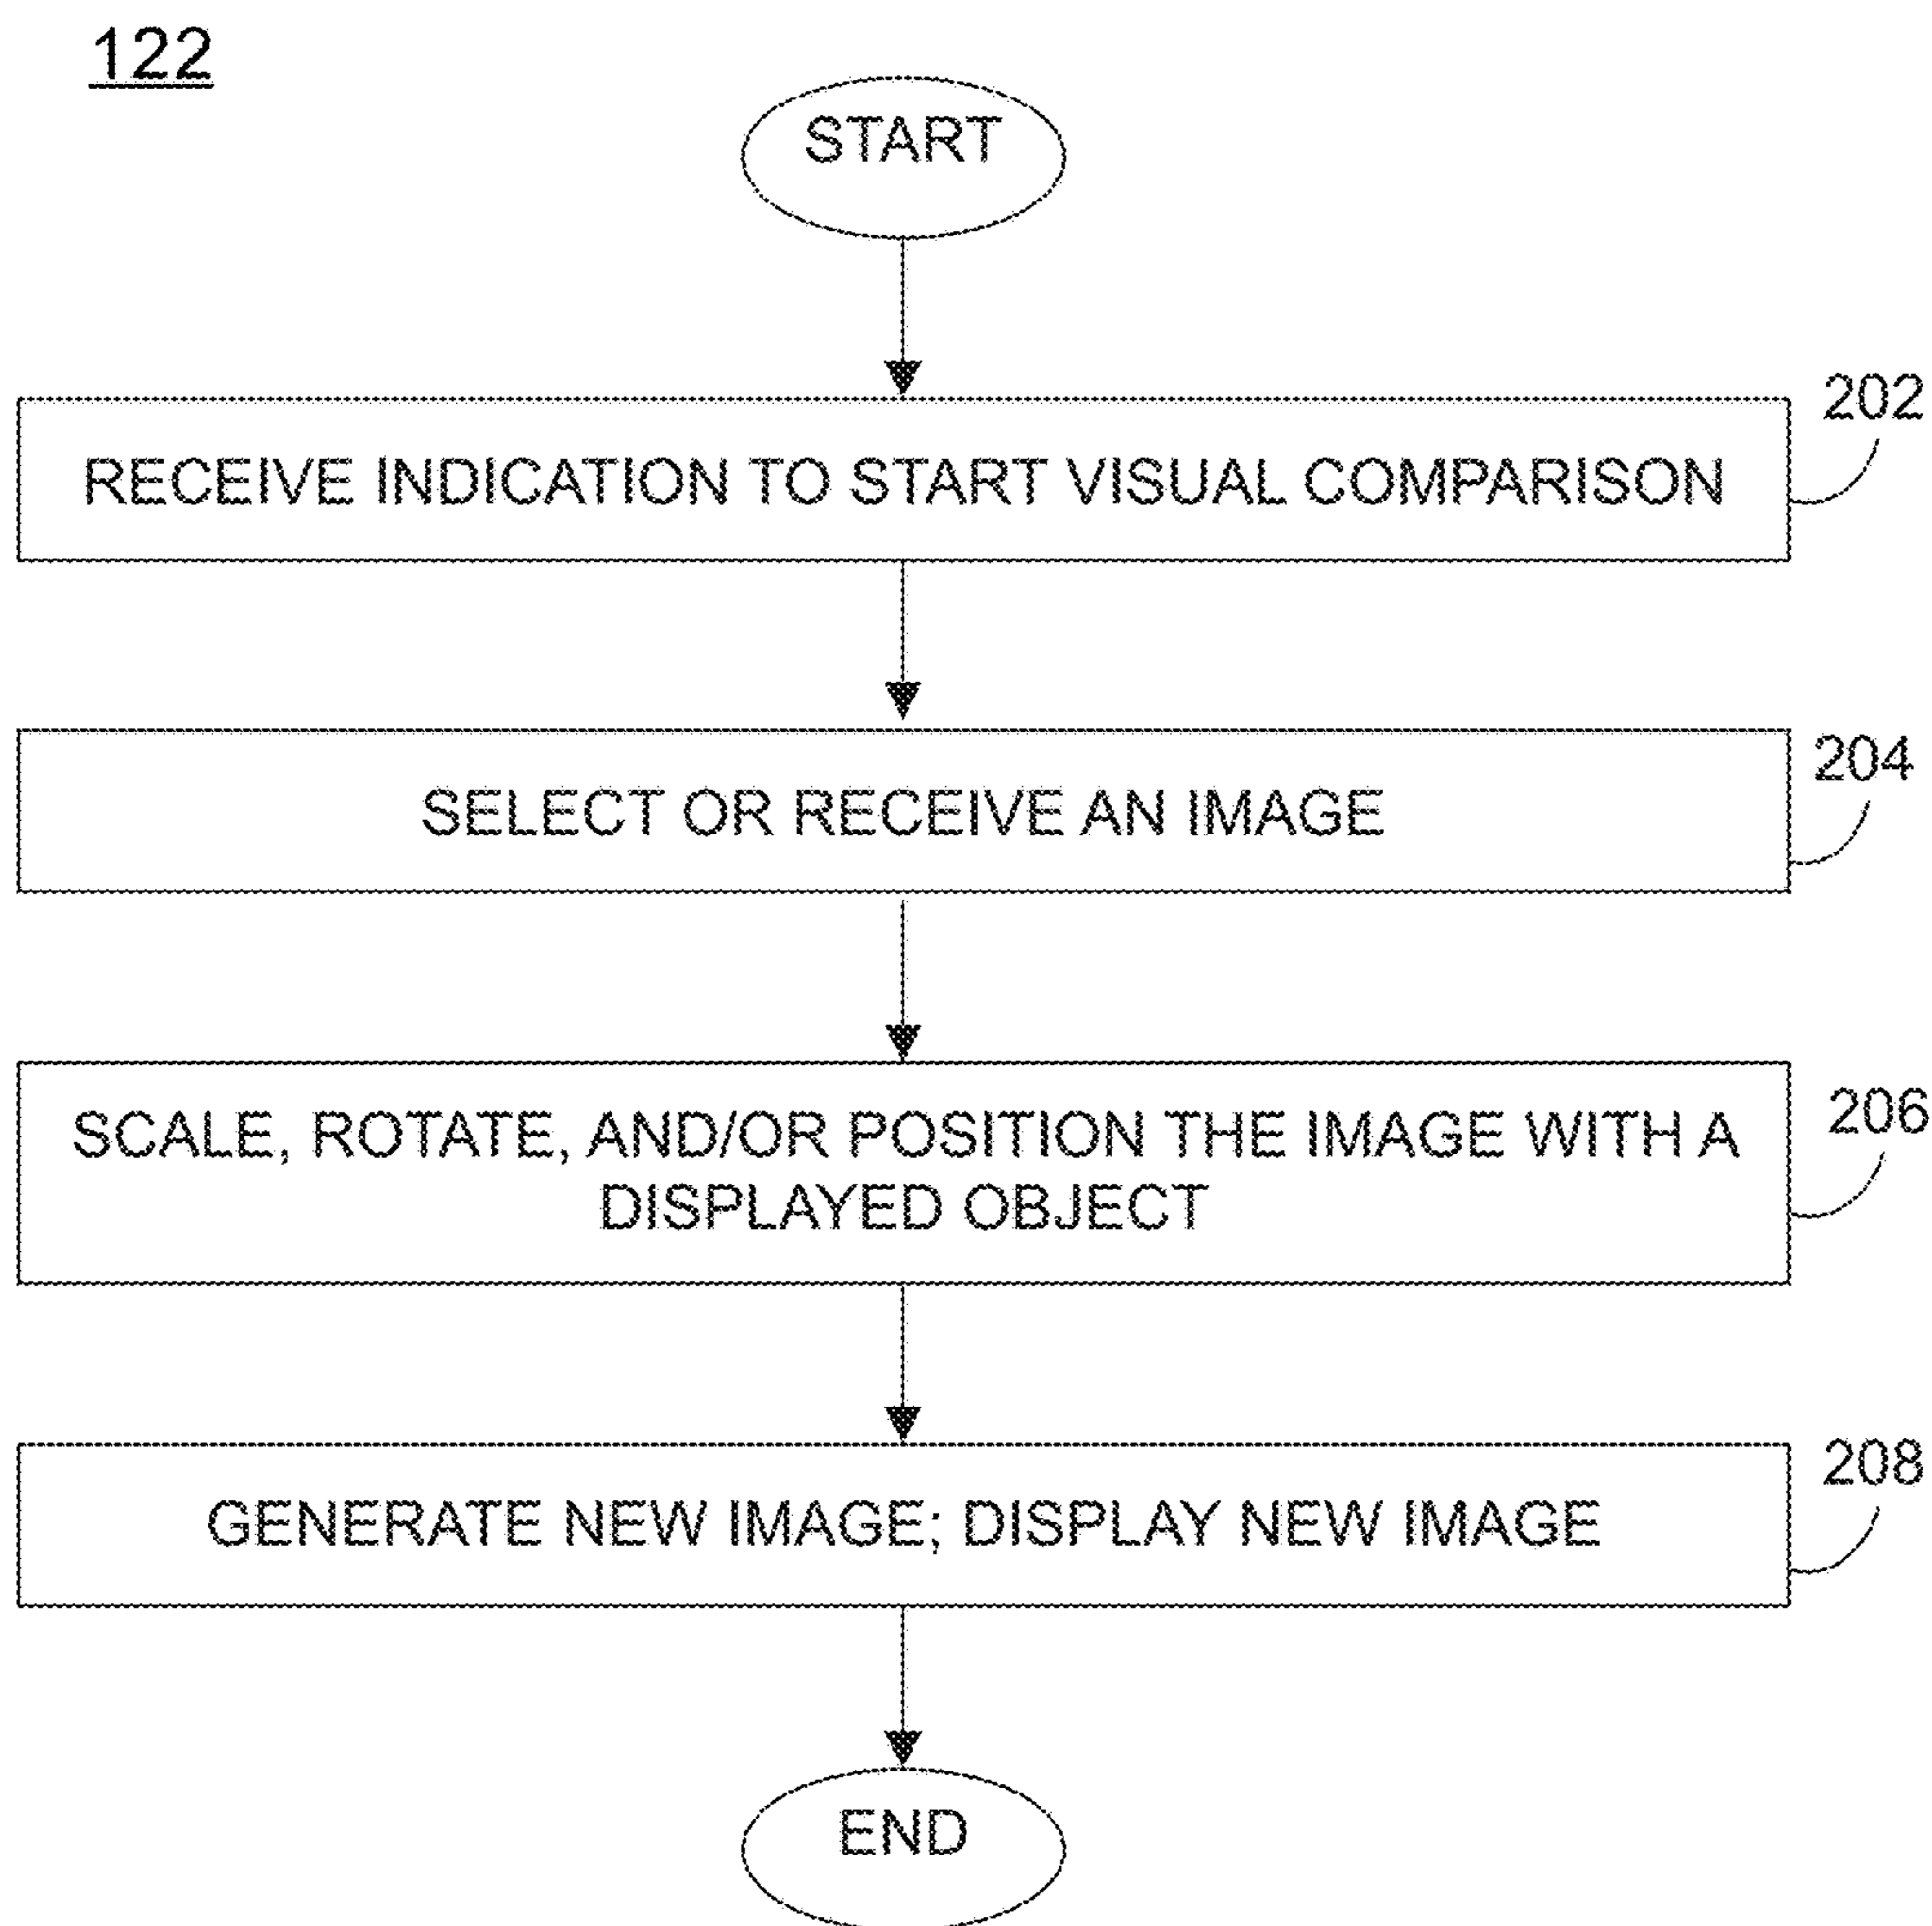 122
START
202
RECEIVE INDICATION TO START VISUAL COMPARISON
204
SELECT OR RECEIVE AN IMAGE
206
SCALE, ROTATE, AND/OR POSITION THE IMAGE WITH A
DISPLAYED OBJECT
208
GENERATE NEW IMAGE; DISPLAY NEW IMAGE
END